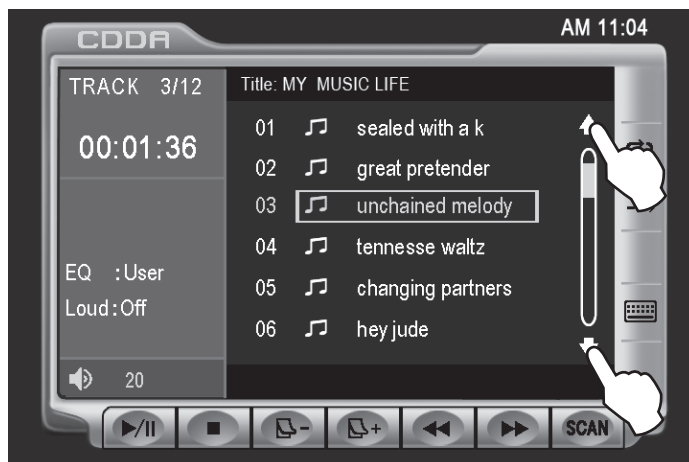 AM 11:04
CDDA
TRACK 3/12
00:01:36
EQ :User
Loud:Off
20
Title: MY MUSIC LIFE
01 sealed with a k
02 great pretender
03 unchained melody
04 tennesse waltz
05 changing partners
06 hey jude
- + SCAN